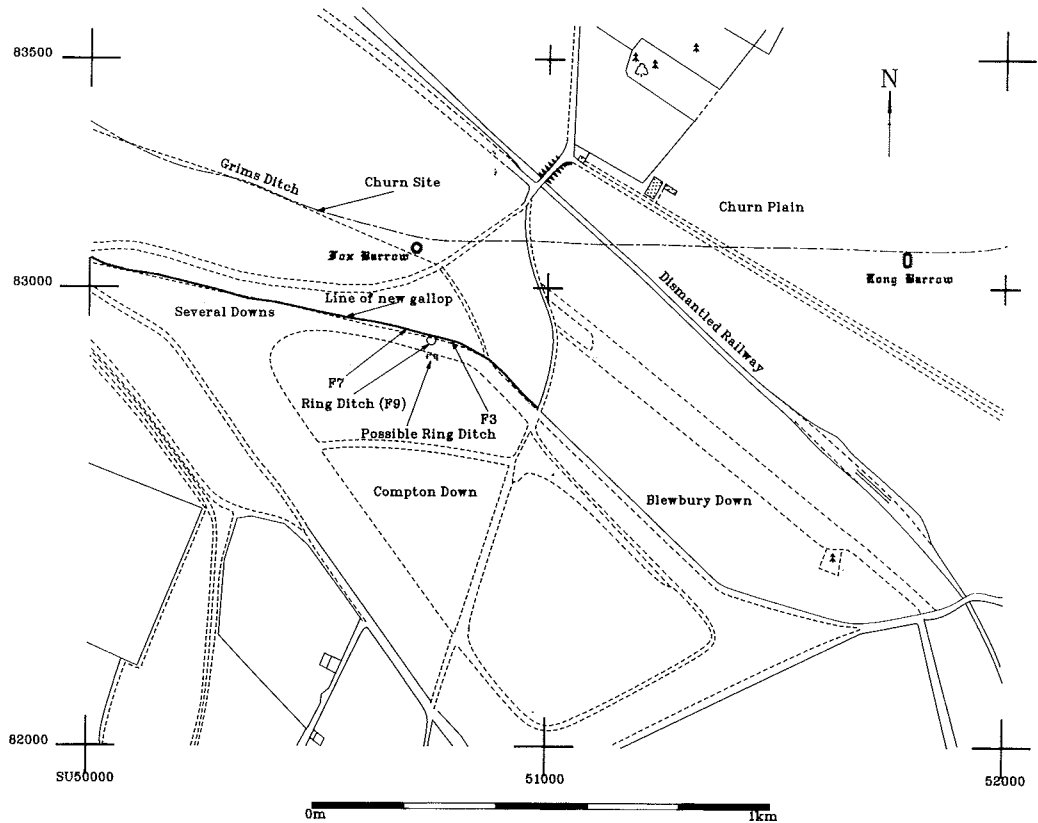 83500
N
Grims Ditch
Churn Site
Churn Plain
Fox Barrow
Long Barrow
83000
Line of new gallop
Several Downs
Dismantled Railway
F7
Ring Ditch (F9)
F3
Possible Ring Ditch
Compton Down
Blewbury Down
82000
SU50000
51000
52000
0m
1km